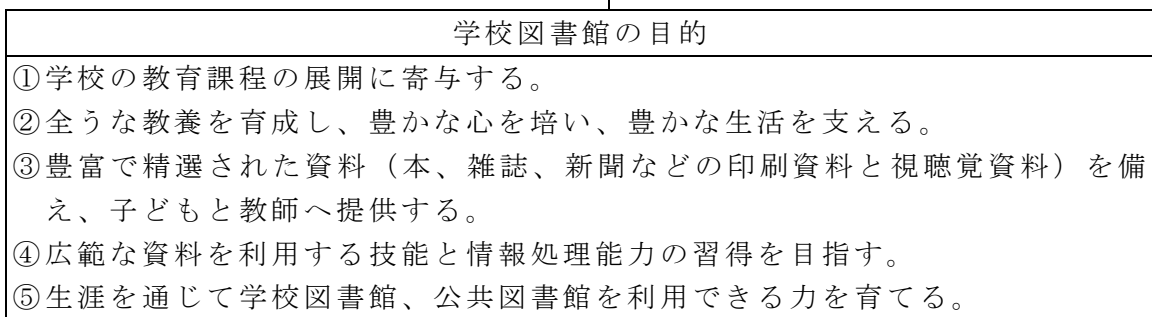 学校図書館の目的
①学校の教育課程の展開に寄与する。
②全うな教養を育成し、豊かな心を培い、豊かな生活を支える。
③豊富で精選された資料（本、雑誌、新聞などの印刷資料と視聴覚資料）を備
え、子どもと教師へ提供する。
④広範な資料を利用する技能と情報処理能力の習得を目指す。
⑤生涯を通じて学校図書館、公共図書館を利用できる力を育てる。